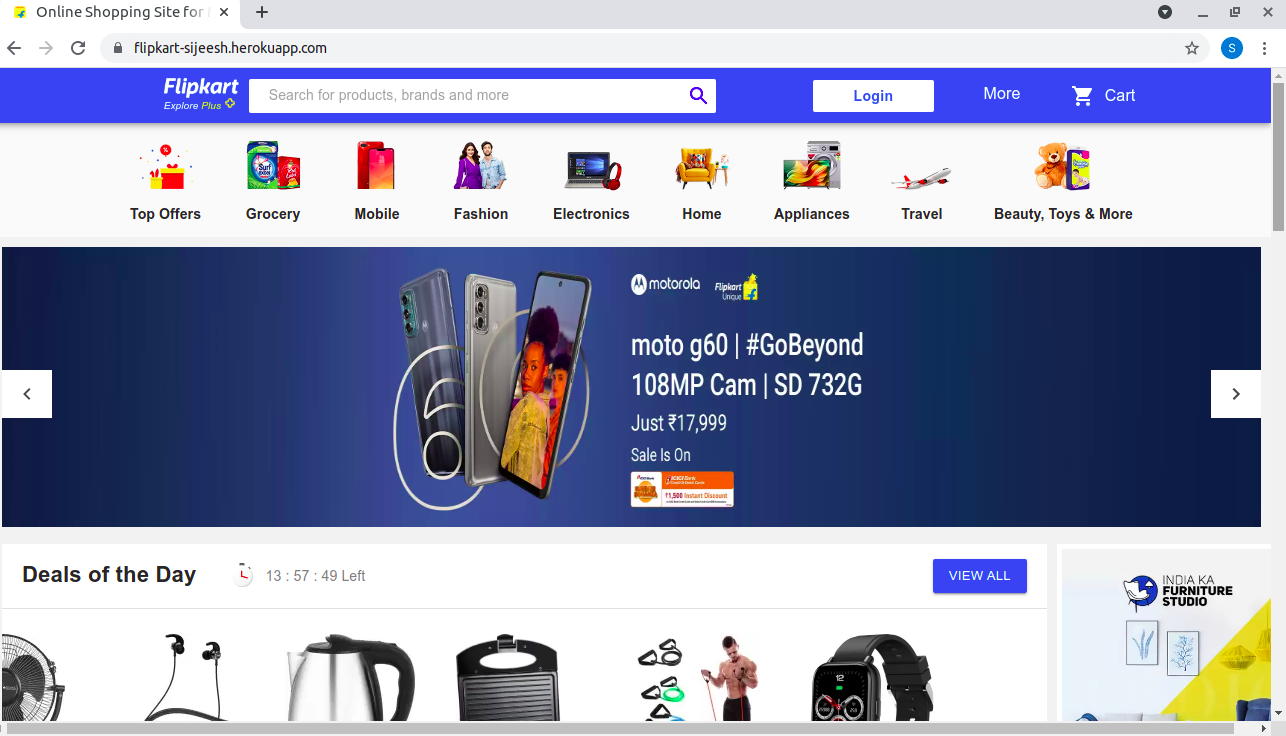 Online Shopping Site for
flipkart-sijeesh.herokuapp.com
S
Flipkart
Explore Plus
Search for products, brands and more
Login
More
Cart
Top Offers
Grocery
Mobile
Fashion
Electronics
Home
Appliances
Travel
Beauty, Toys & More
motorola
Flipkart
Unique
moto g60 | #GoBeyond
108MP Cam | SD 732G
Just ₹17,999
Sale Is On
ICICI Bank
₹1,500 Instant Discount
Deals of the Day
13 : 57 : 49 Left
VIEW ALL
INDIA KA
FURNITURE
STUDIO
12